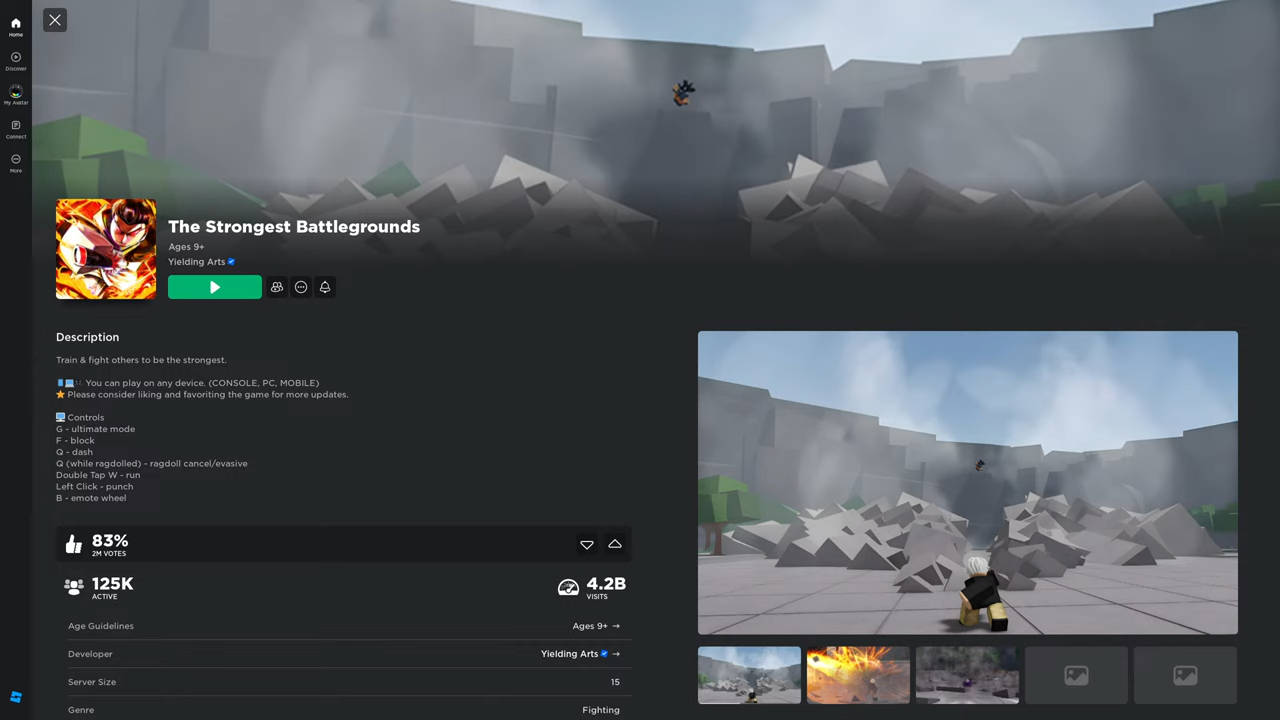 Home
Discover
My Avatar
Connect
More
The Strongest Battlegrounds
Ages 9+
Yielding Arts
Description
Train & fight others to be the strongest.
You can play on any device. (CONSOLE, PC, MOBILE)
Please consider liking and favoriting the game for more updates.
Controls
G - ultimate mode
F - block
Q - dash
Q (while ragdolled) - ragdoll cancel/evasive
Double Tap W - run
Left Click - punch
B - emote wheel
83%
2M VOTES
125K
ACTIVE
4.2B
VISITS
Age Guidelines
Ages 9+ →
Developer
Yielding Arts →
Server Size
15
Genre
Fighting